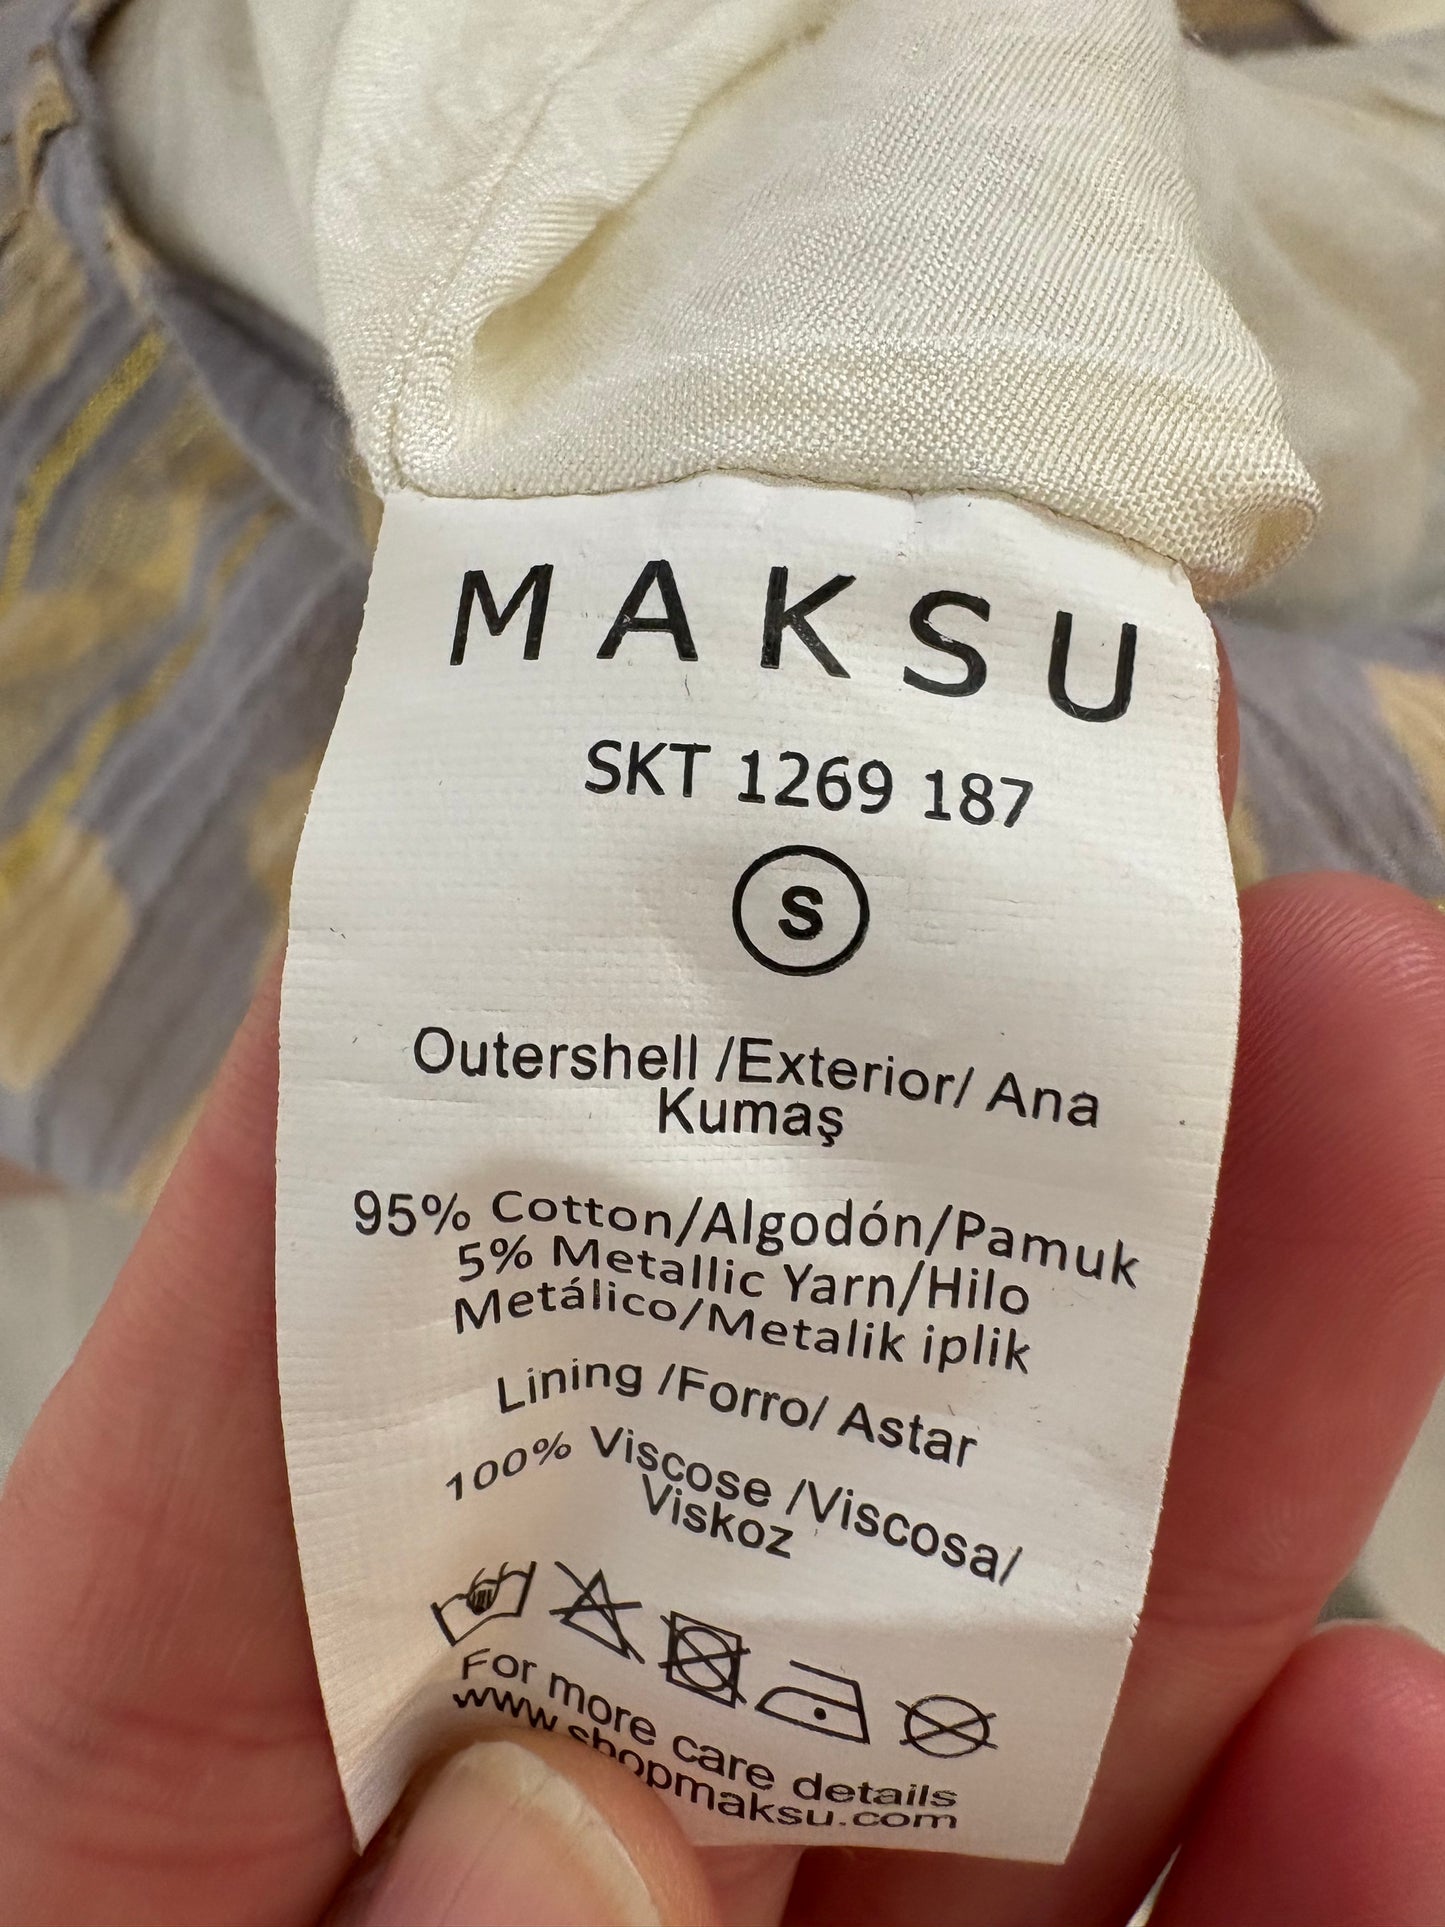 MAKSU
SKT 1269 187
S
Outershell /Exterior/ Ana
Kumaş
95% Cotton/Algodón/Pamuk
5% Metallic Yarn/Hilo
Metálico/Metalik iplik
Lining /Forro/ Astar
100% Viscose /Viscosa/
Viskoz
For more care details
www.shopmaksu.com